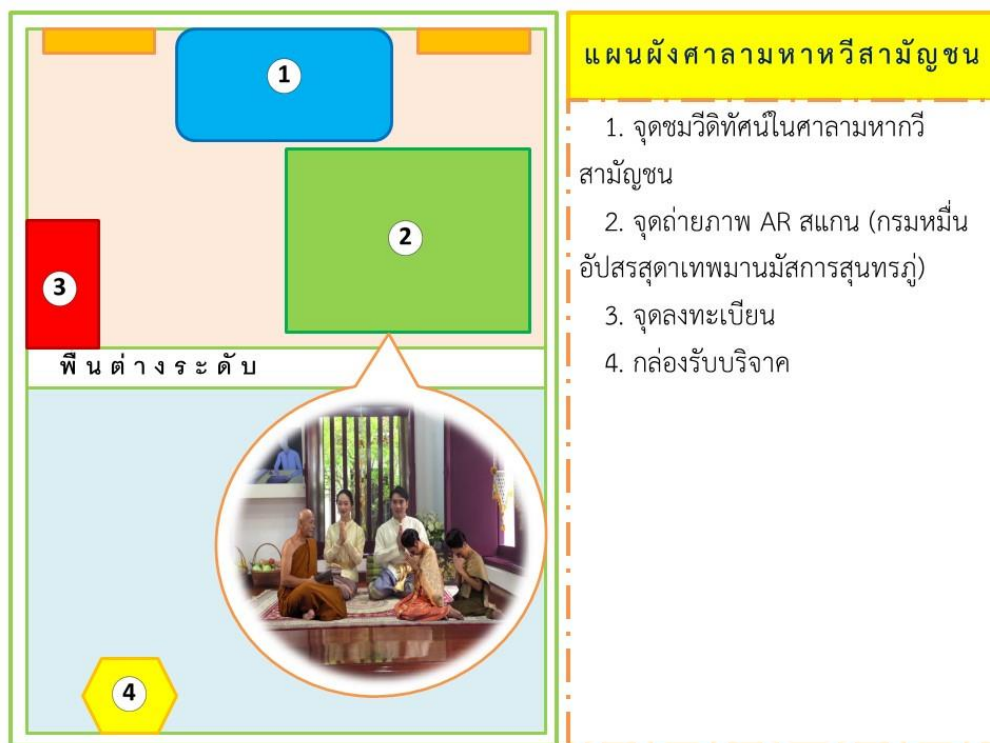 1
2
3
พื้นต่างระดับ
4
แผนผังศาลามหาหวีสามัญชน
1. จุดชมวีดิทัศน์ในศาลามหากวี
สามัญชน
2. จุดถ่ายภาพ AR สแกน (กรมหมื่น
อัปสรสุดาเทพมานมัสการสุนทรภู่)
3. จุดลงทะเบียน
4. กล่องรับบริจาค